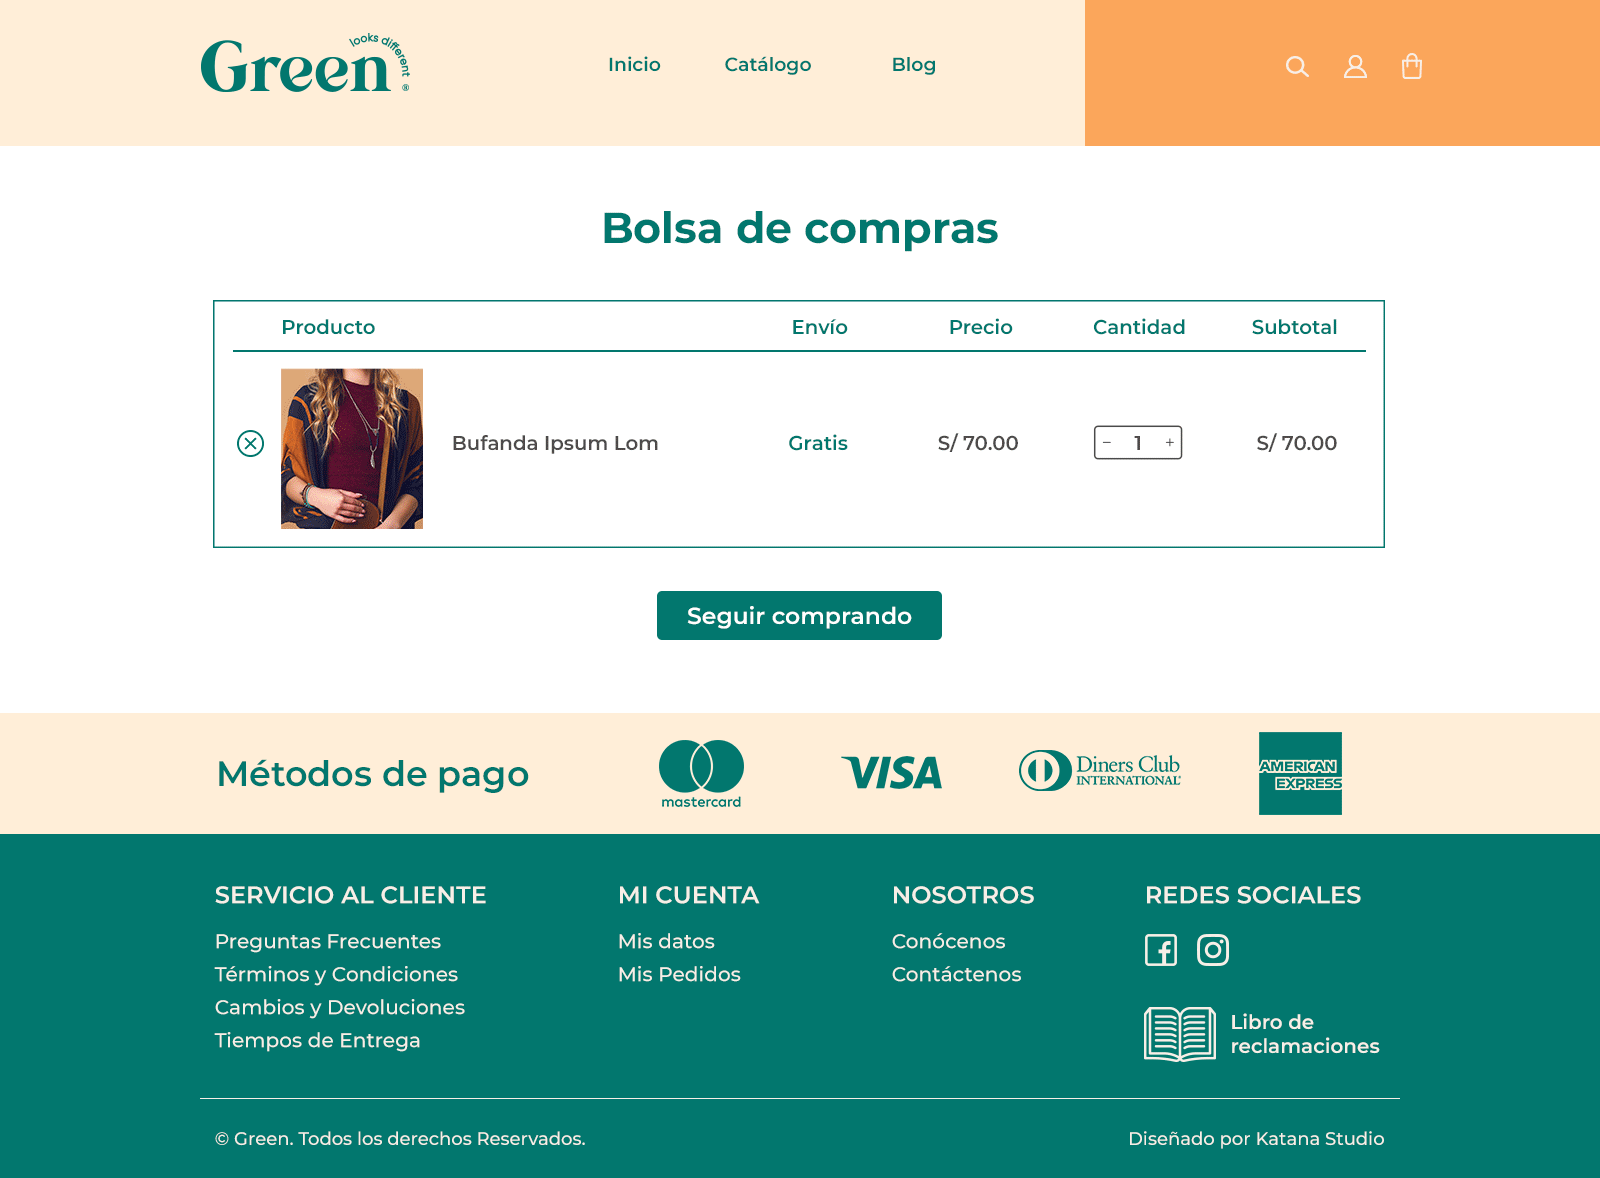 Green looks different ®
Inicio Catálogo Blog
Bolsa de compras
Producto Envío Precio Cantidad Subtotal
Bufanda Ipsum Lom Gratis S/ 70.00 − 1 + S/ 70.00
Seguir comprando
Métodos de pago
mastercard
VISA
Diners Club
INTERNATIONAL
AMERICAN
EXPRESS
SERVICIO AL CLIENTE
Preguntas Frecuentes
Términos y Condiciones
Cambios y Devoluciones
Tiempos de Entrega
MI CUENTA
Mis datos
Mis Pedidos
NOSOTROS
Conócenos
Contáctenos
REDES SOCIALES
Libro de
reclamaciones
© Green. Todos los derechos Reservados.
Diseñado por Katana Studio